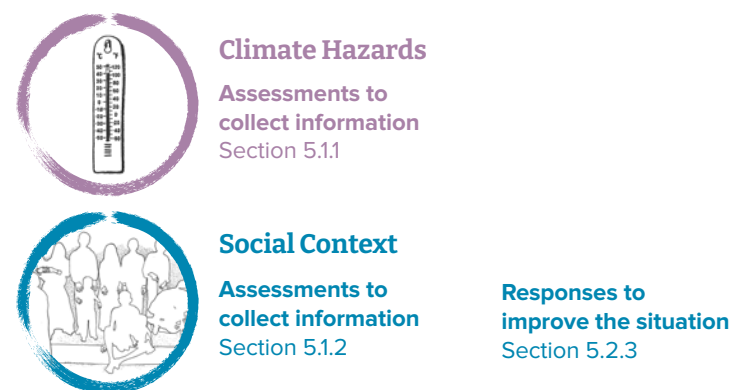 Climate Hazards
Assessments to
collect information
Section 5.1.1
°C °F
Social Context
Assessments to
collect information
Section 5.1.2
Responses to
improve the situation
Section 5.2.3